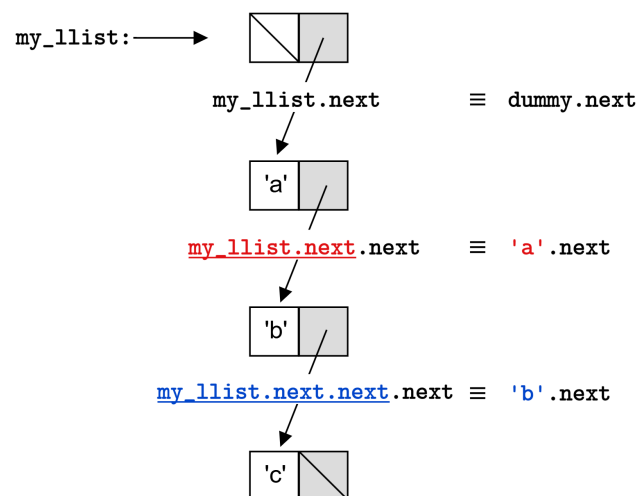 my_llist:
my_llist.next ≡ dummy.next
'a'
my_llist.next.next ≡ 'a'.next
'b'
my_llist.next.next.next ≡ 'b'.next
'c'